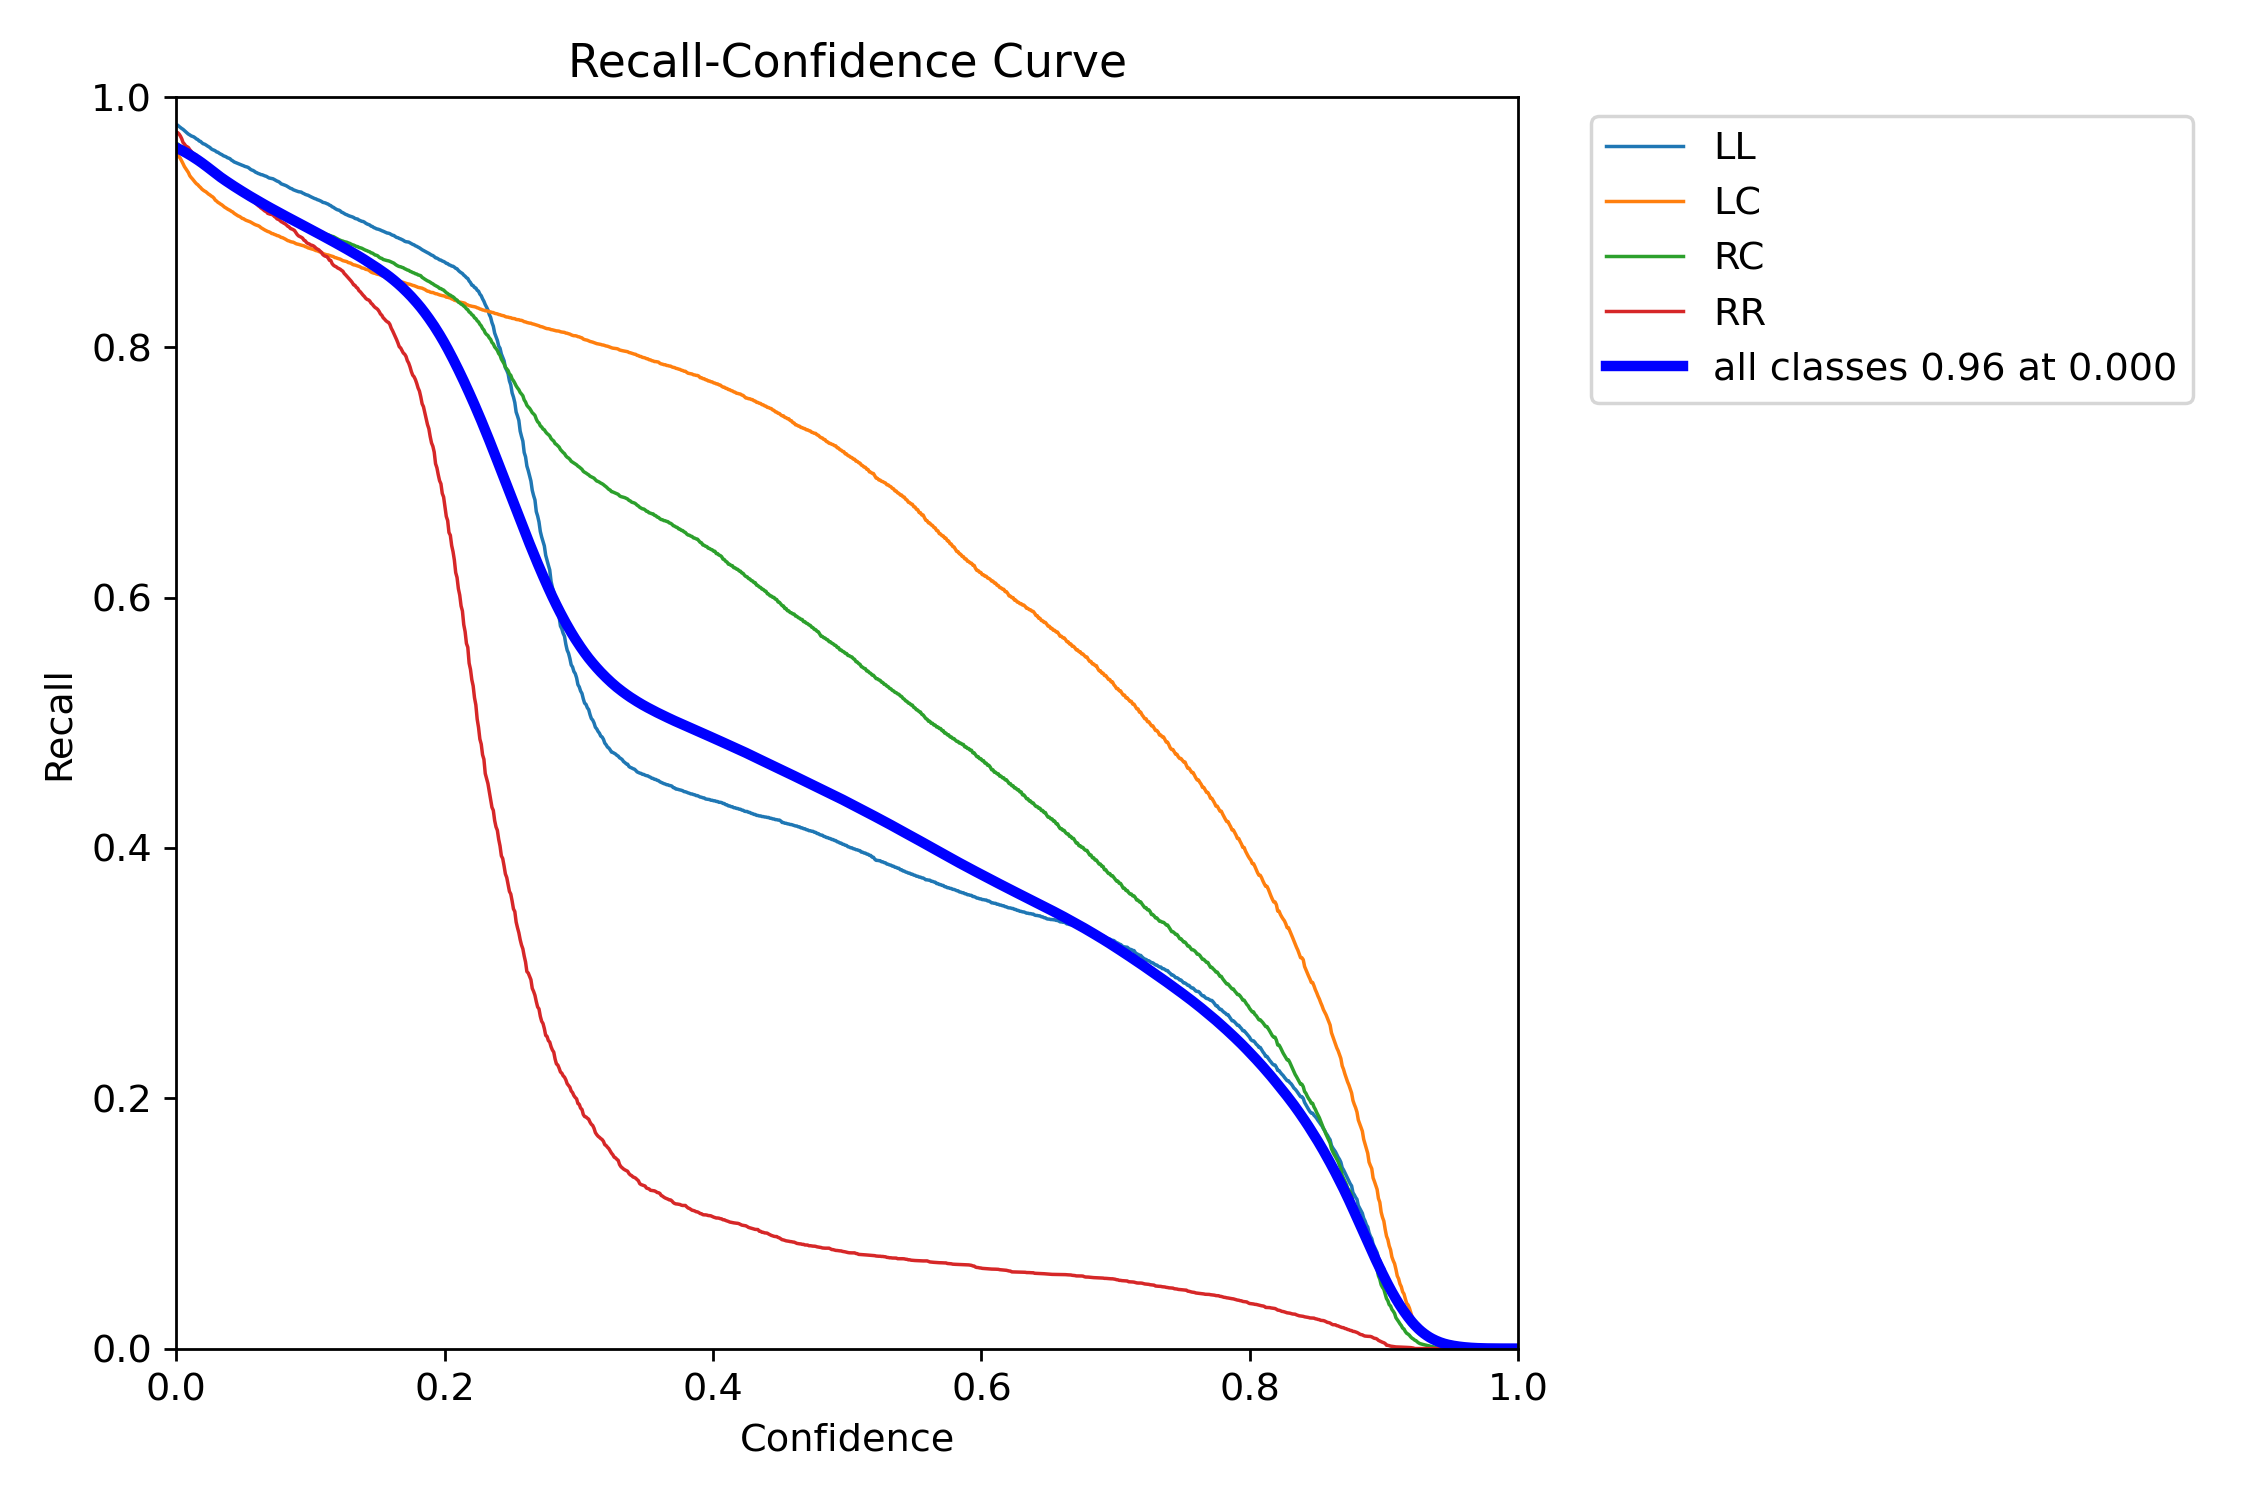 Recall-Confidence Curve
1.0
0.8
0.6
0.4
0.2
0.0
Recall
0.0 0.2 0.4 0.6 0.8 1.0
Confidence
LL
LC
RC
RR
all classes 0.96 at 0.000